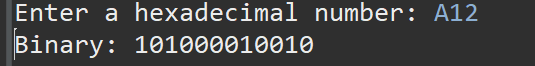 Enter a hexadecimal number: A12
Binary: 101000010010